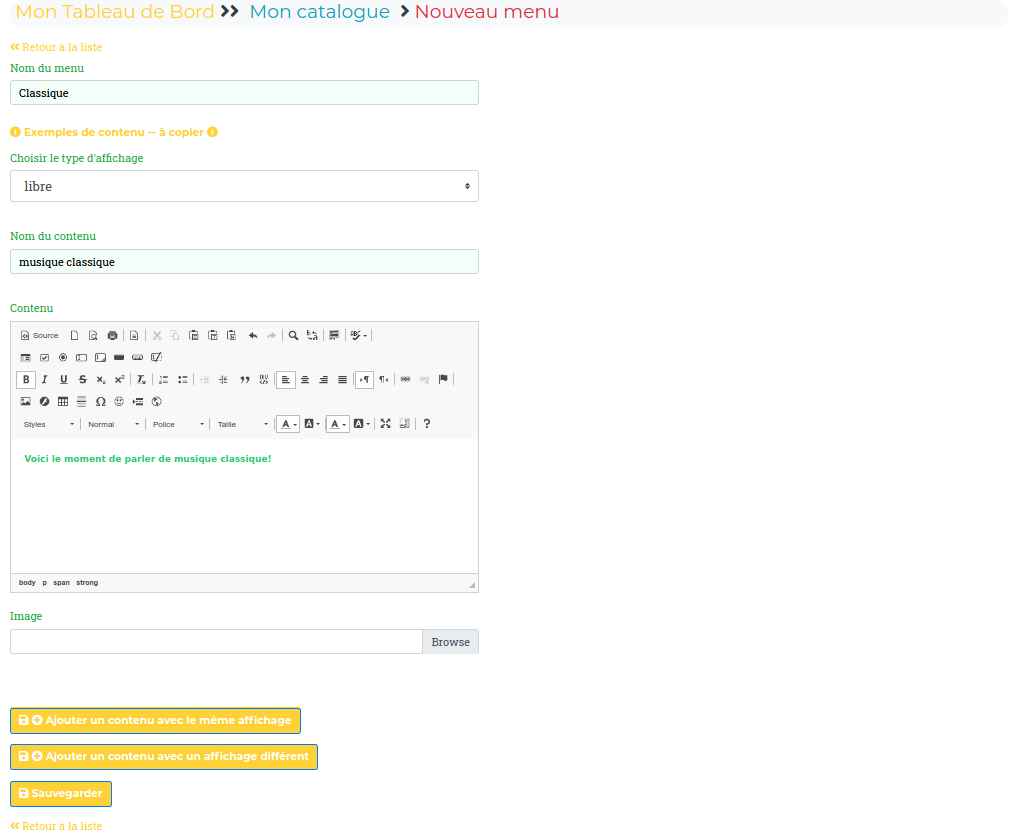 Mon Tableau de Bord Mon catalogue Nouveau menu
Retour à la liste
Nom du menu
Classique
Exemples de contenu — à copier
Choisir le type d'affichage
libre
Nom du contenu
musique classique
Contenu
Source
Styles Normal Police Taille
Voici le moment de parler de musique classique!
body p span strong
Image
Browse
Ajouter un contenu avec le même affichage
Ajouter un contenu avec un affichage différent
Sauvegarder
Retour à la liste